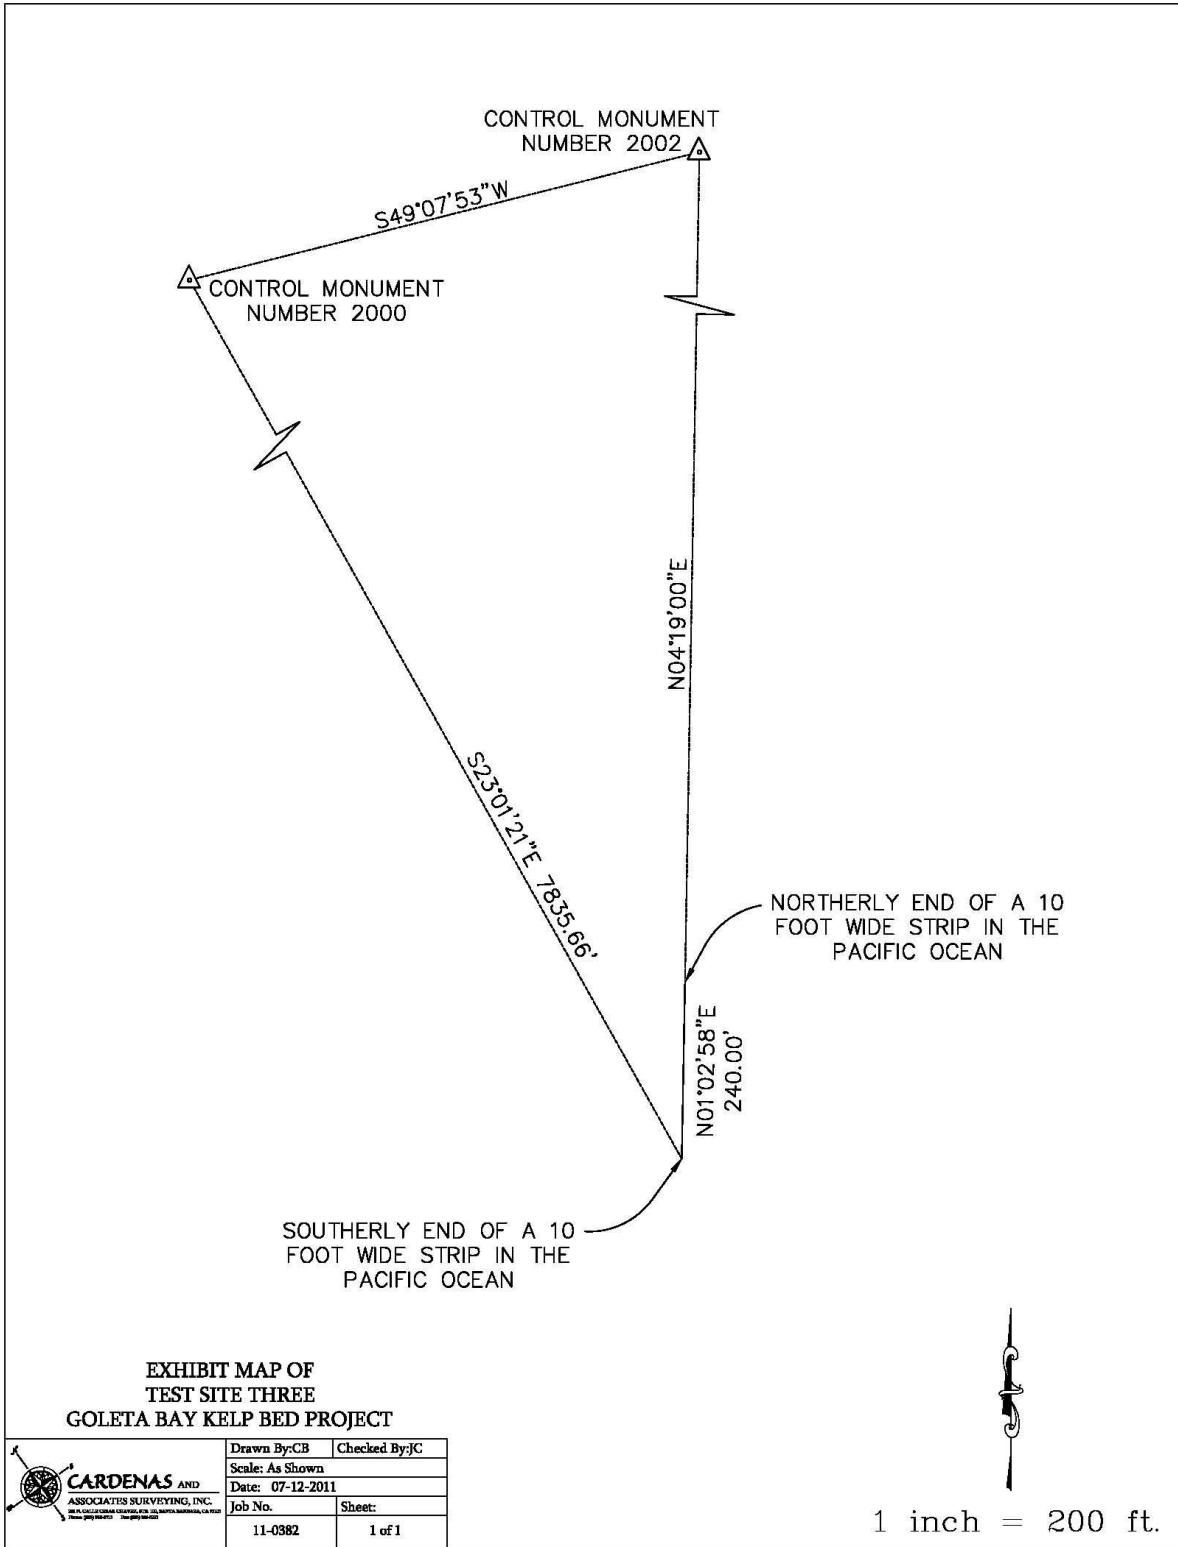 CONTROL MONUMENT
NUMBER 2002
S49°07'53"W
CONTROL MONUMENT
NUMBER 2000
N04°19'00"E
S23°01'21"E 7835.66'
NORTHERLY END OF A 10
FOOT WIDE STRIP IN THE
PACIFIC OCEAN
N01°02'58"E
240.00'
SOUTHERLY END OF A 10
FOOT WIDE STRIP IN THE
PACIFIC OCEAN
EXHIBIT MAP OF
TEST SITE THREE
GOLETA BAY KELP BED PROJECT
CARDENAS AND
ASSOCIATES SURVEYING, INC.
Drawn By:CB Checked By:JC
Scale: As Shown
Date: 07-12-2011
Job No. Sheet:
11-0382 1 of 1
1 inch = 200 ft.